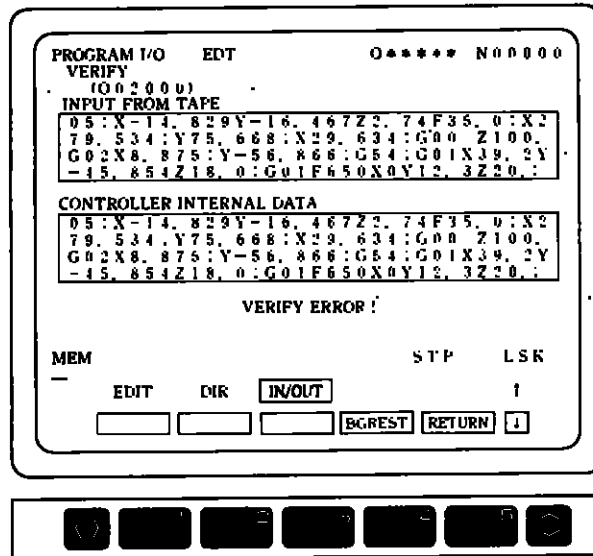 PROGRAM I/O EDT O***** N00000
VERIFY
(O02000)
INPUT FROM TAPE
05:X-14. 829Y-16. 467Z2. 74F35. 0:X2
79. 534:Y75. 668:X29. 634:G00 Z100.
G02X8. 875:Y-56. 866:G54:G01X39. 2Y
-45. 854Z18. 0:G01F650X0Y12. 3Z20. ;
CONTROLLER INTERNAL DATA
05:X-14. 829Y-16. 467Z2. 74F35. 0:X2
79. 534.Y75. 668:X29. 634:G00 Z100.
G02X8. 875:Y-56. 866:G54:G01X39. 2Y
-45. 854Z18. 0:G01F650X0Y12. 3Z20. ;
VERIFY ERROR !
MEM STP LSK
EDIT DIR IN/OUT ↑
BGREST RETURN ↓